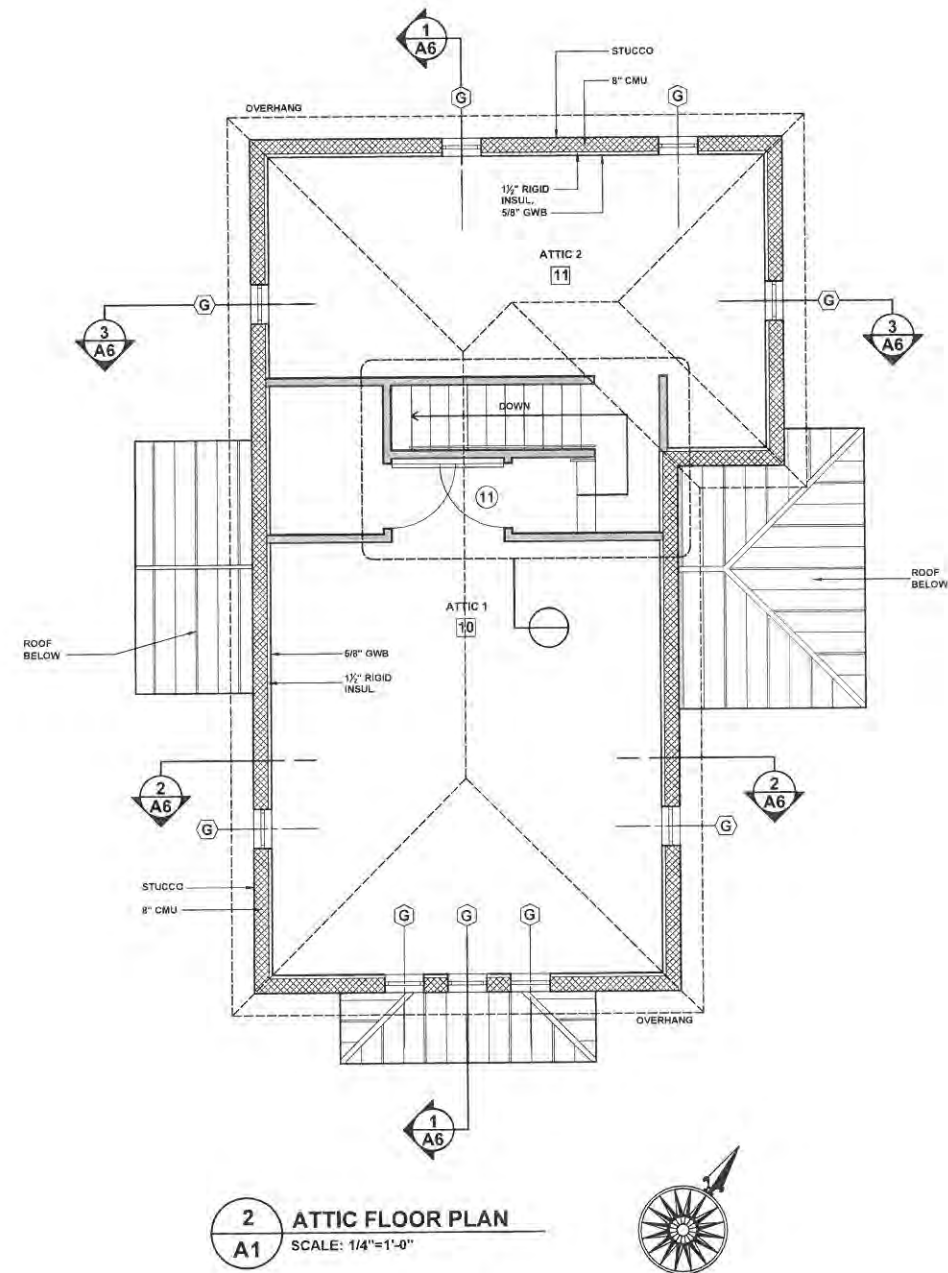 1
A6
STUCCO
8" CMU
G
G
OVERHANG
1½" RIGID
INSUL.
5/8" GWB
ATTIC 2
11
G
G
3
A6
3
A6
DOWN
11
ROOF
BELOW
ATTIC 1
10
ROOF
BELOW
5/8" GWB
1½" RIGID
INSUL.
2
A6
2
A6
G
G
STUCCO
8" CMU
G
G
G
OVERHANG
1
A6
2
A1
ATTIC FLOOR PLAN
SCALE: 1/4"=1'-0"